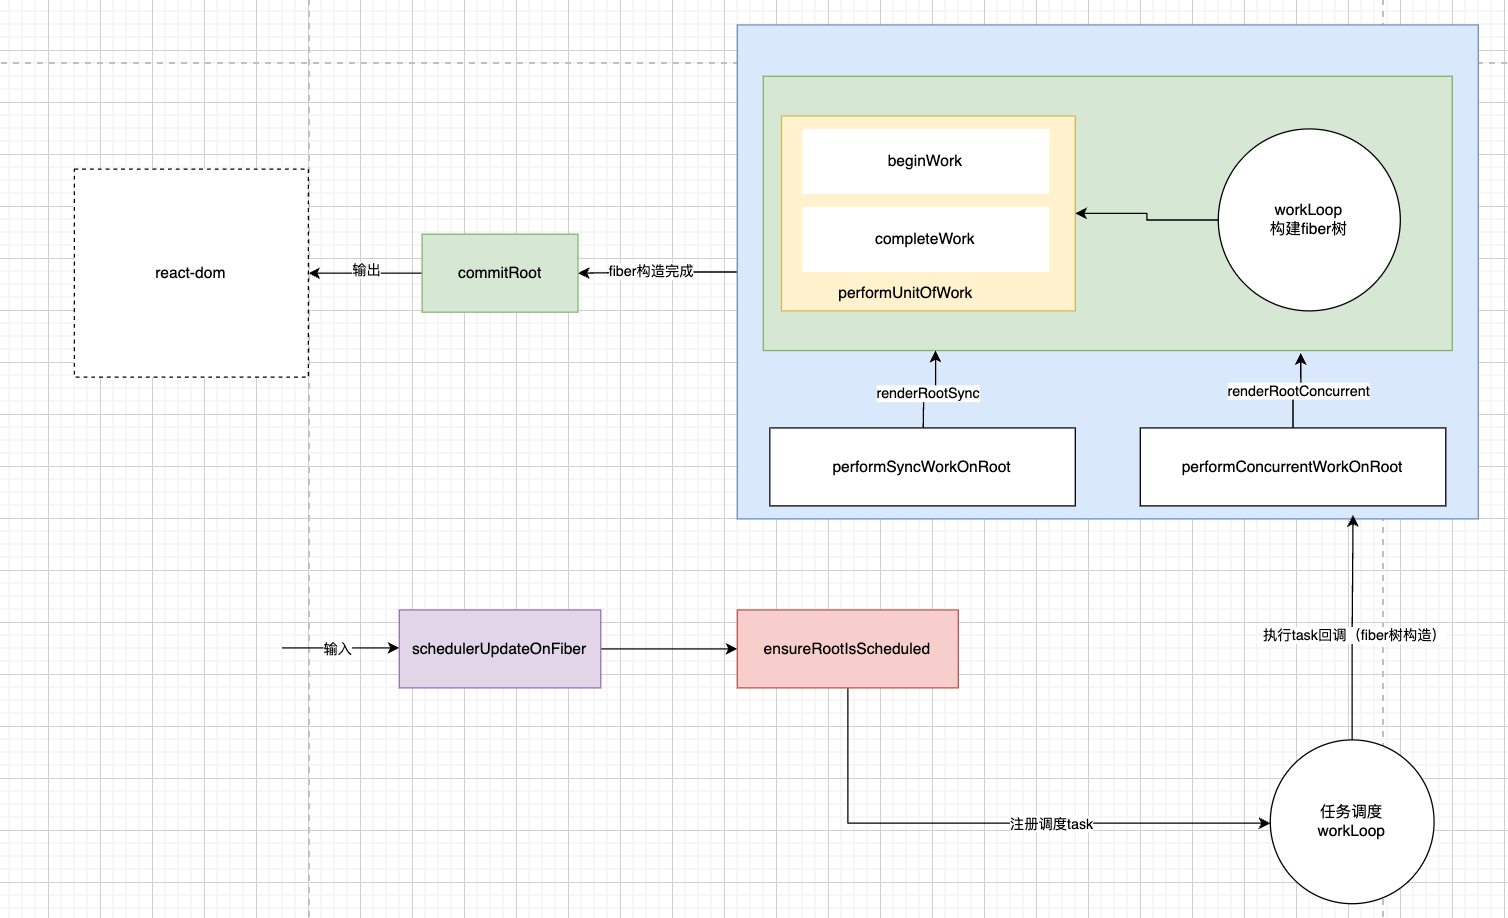 beginWork
workLoop
构建fiber树
completeWork
performUnitOfWork
react-dom
输出
commitRoot
fiber构造完成
renderRootSync
renderRootConcurrent
performSyncWorkOnRoot
performConcurrentWorkOnRoot
输入
schedulerUpdateOnFiber
ensureRootIsScheduled
执行task回调（fiber树构造）
注册调度task
任务调度
workLoop